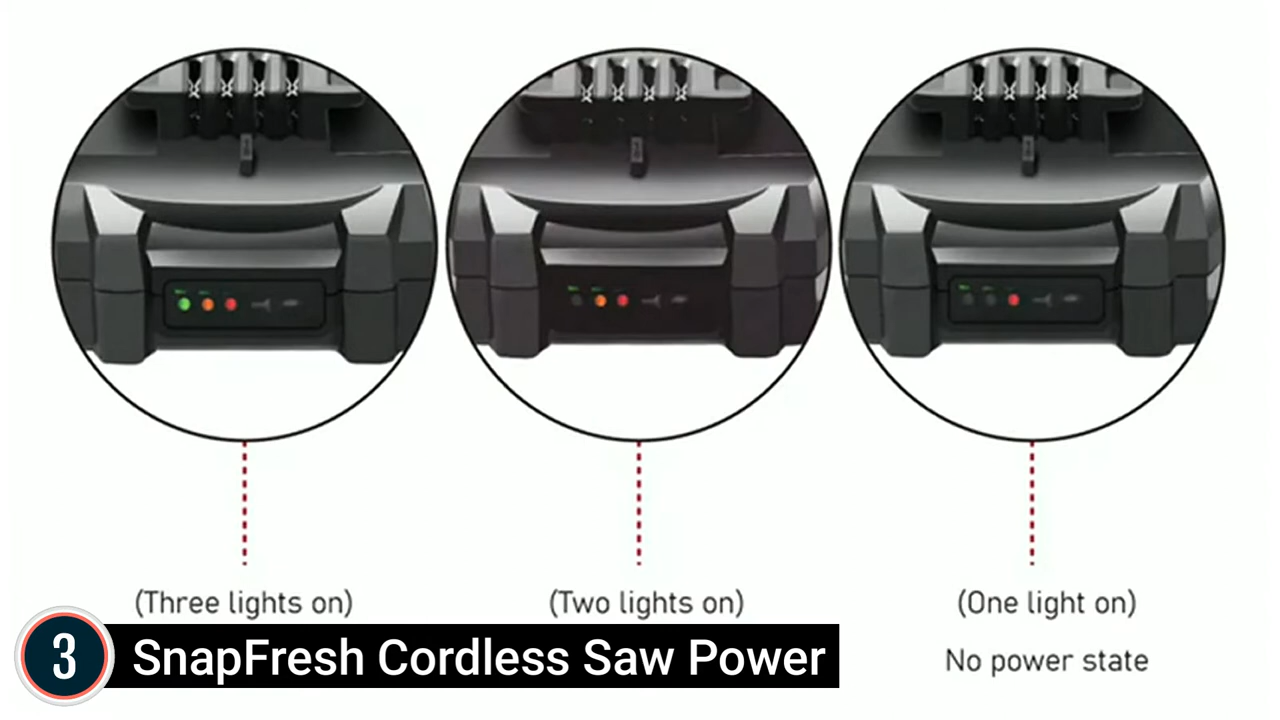 (Three lights on)
(Two lights on)
(One light on)
3
SnapFresh Cordless Saw Power
No power state